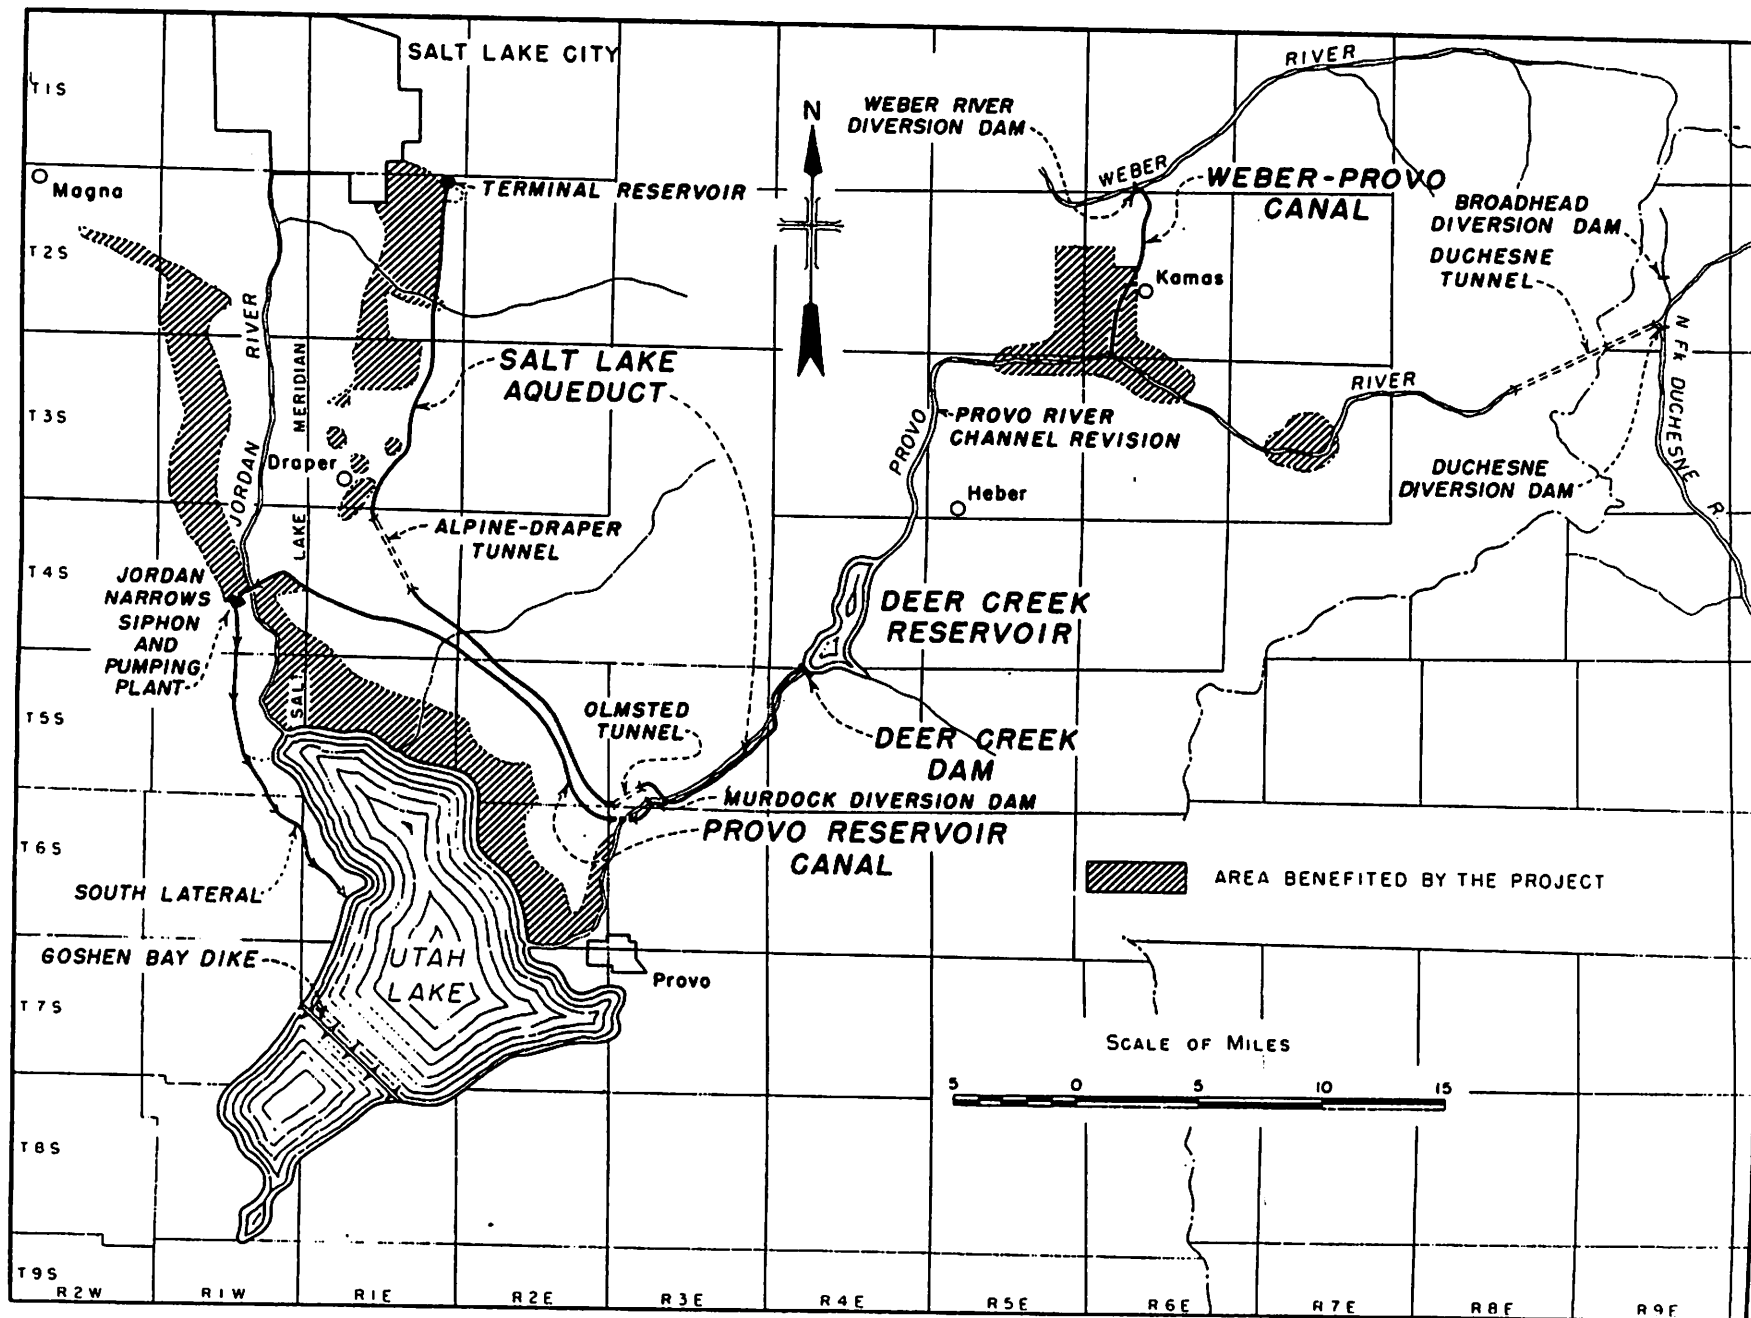 SALT LAKE CITY
T1S
Magna
TERMINAL RESERVOIR
N
WEBER RIVER
DIVERSION DAM
RIVER
WEBER
WEBER-PROVO
CANAL
BROADHEAD
DIVERSION DAM
DUCHESNE
TUNNEL
T2S
Kamas
JORDAN RIVER
SALT LAKE MERIDIAN
SALT LAKE
AQUEDUCT
N Fk DUCHESNE R.
T3S
PROVO RIVER
PROVO RIVER
CHANNEL REVISION
DUCHESNE
DIVERSION DAM
Draper
Heber
ALPINE-DRAPER
TUNNEL
T4S
JORDAN
NARROWS
SIPHON
AND
PUMPING
PLANT
DEER CREEK
RESERVOIR
T5S
OLMSTED
TUNNEL
DEER CREEK
DAM
MURDOCK DIVERSION DAM
PROVO RESERVOIR
CANAL
T6S
SOUTH LATERAL
AREA BENEFITED BY THE PROJECT
GOSHEN BAY DIKE
UTAH
LAKE
Provo
T7S
SCALE OF MILES
5 0 5 10 15
T8S
T9S
R2W R1W R1E R2E R3E R4E R5E R6E R7E R8E R9E